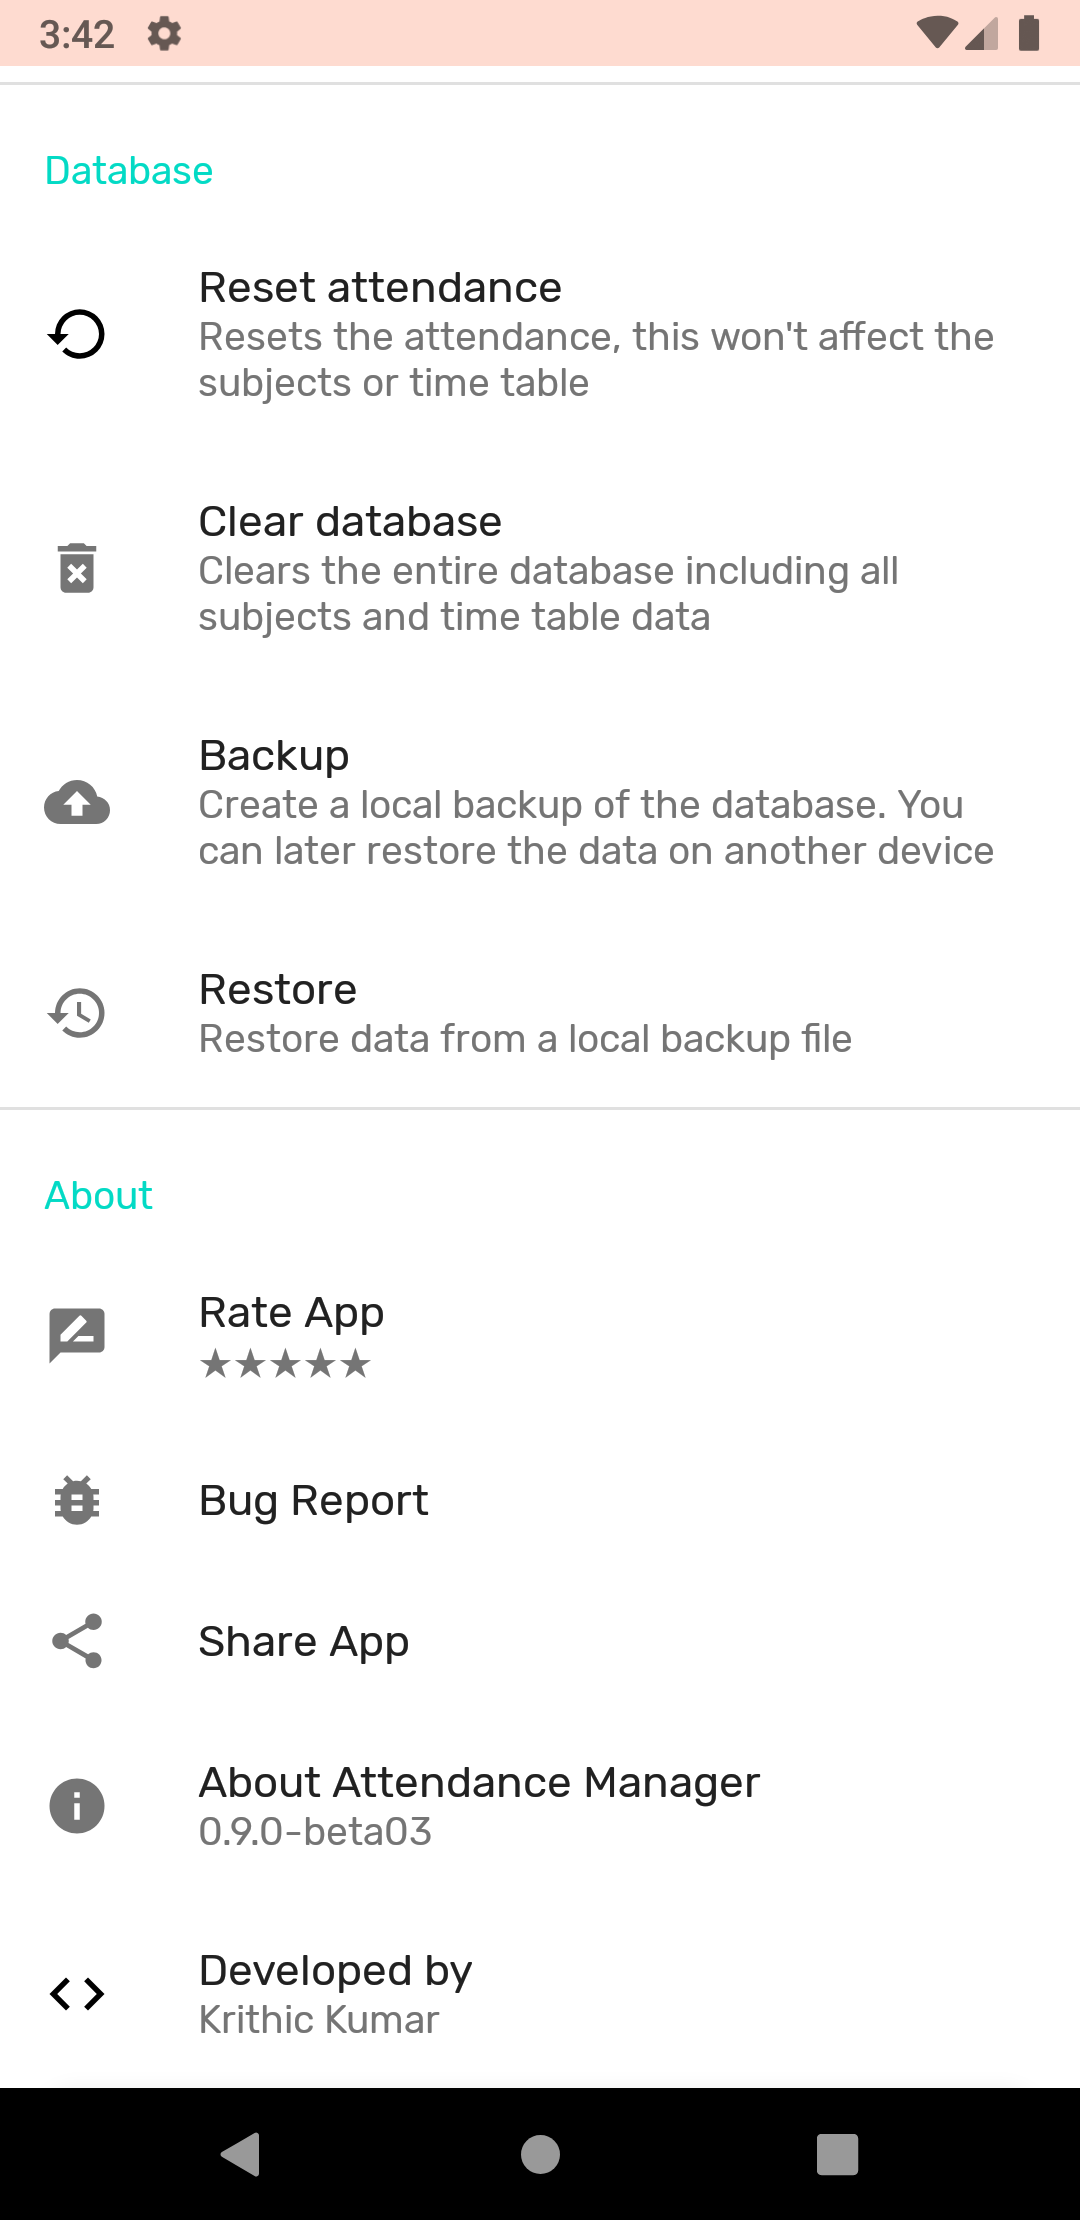 3:42
Database
Reset attendance
Resets the attendance, this won't affect the
subjects or time table
Clear database
Clears the entire database including all
subjects and time table data
Backup
Create a local backup of the database. You
can later restore the data on another device
Restore
Restore data from a local backup file
About
Rate App
★★★★★
Bug Report
Share App
About Attendance Manager
0.9.0-beta03
Developed by
Krithic Kumar